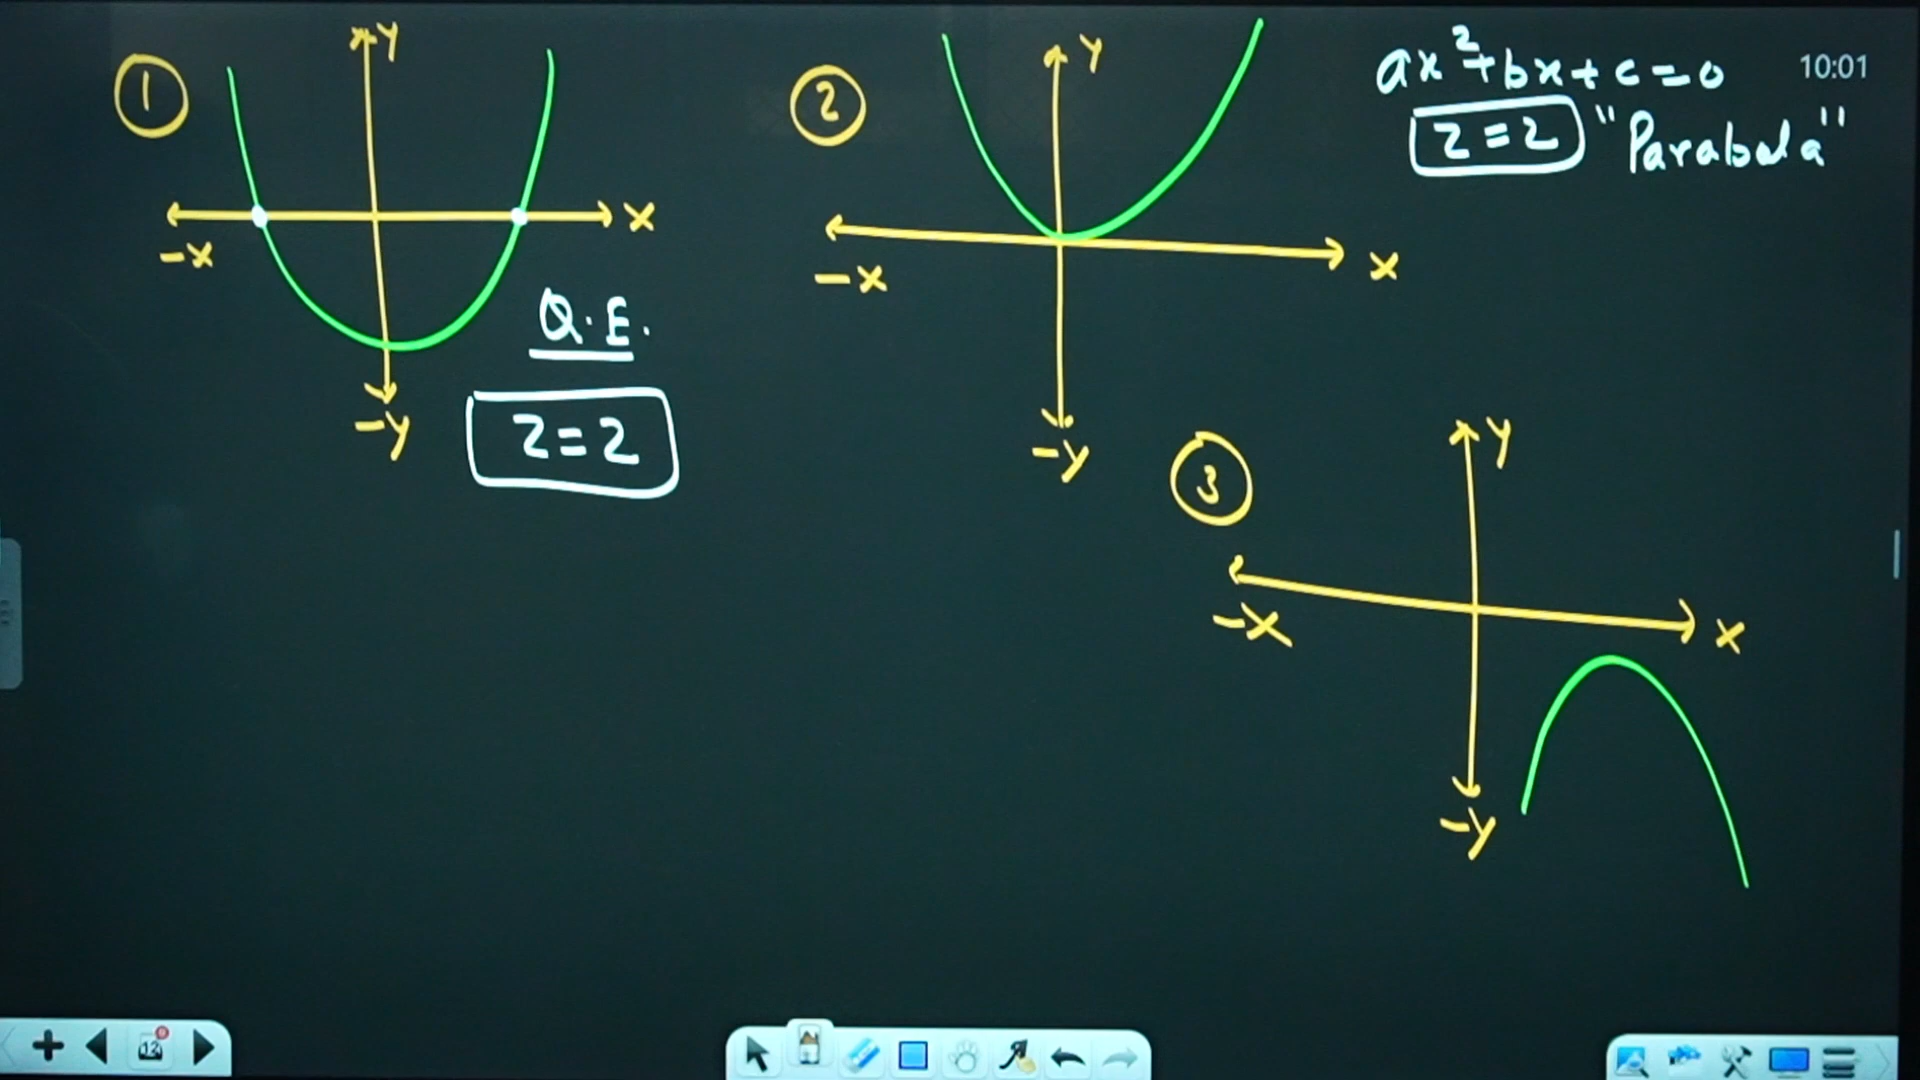 ① Y
X
-X
-Y
Q.E.
Z=2
② Y
X
-X
-Y
ax²+bx+c=0
Z=2 "Parabola"
10:01
③ Y
-X
X
-Y